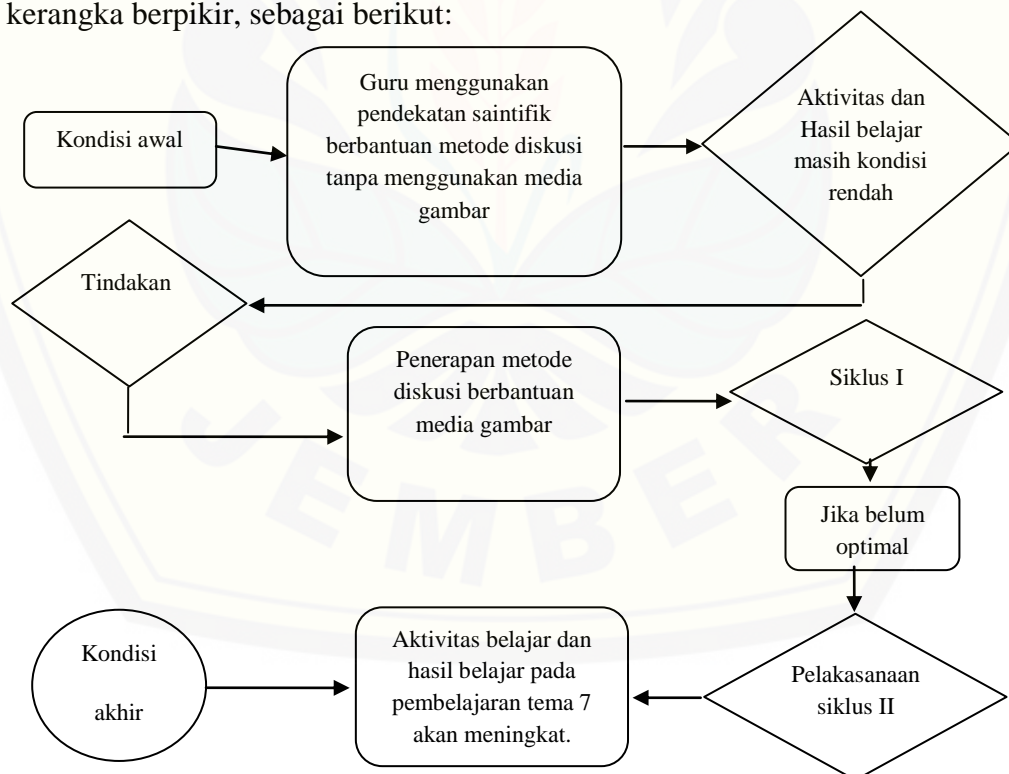 kerangka berpikir, sebagai berikut:
Kondisi awal
Guru menggunakan
pendekatan saintifik
berbantuan metode diskusi
tanpa menggunakan media
gambar
Aktivitas dan
Hasil belajar
masih kondisi
rendah
Tindakan
Penerapan metode
diskusi berbantuan
media gambar
Siklus I
Jika belum
optimal
Pelakasanaan
siklus II
Aktivitas belajar dan
hasil belajar pada
pembelajaran tema 7
akan meningkat.
Kondisi
akhir
JEMBER